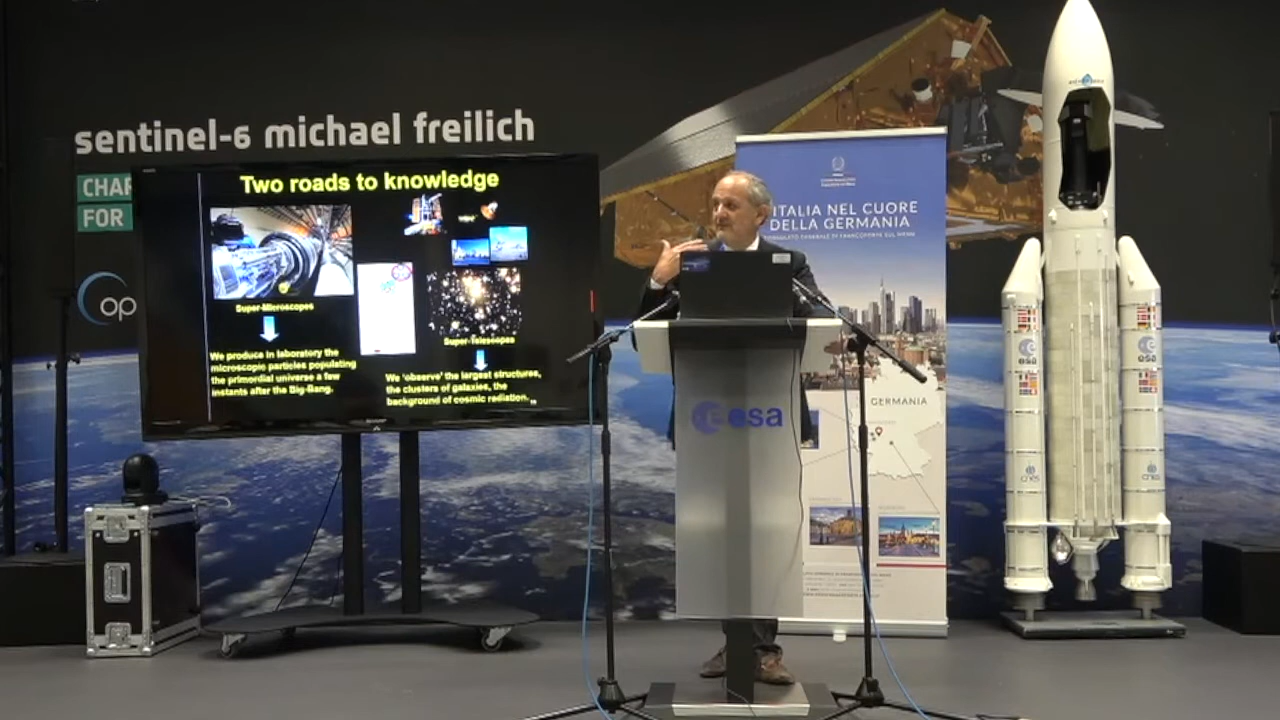 sentinel-6 michael freilich
CHAR
FOR
op
Two roads to knowledge
Super-Microscopes
We produce in laboratory the
microscopic particles populating
the primordial universe a few
instants after the Big-Bang.
Super-Telescopes
We 'observe' the largest structures,
the clusters of galaxies, the
background of cosmic radiation.
ITALIA NEL CUORE
DELLA GERMANIA
GERMANIA
esa
esa
esa
cnes
cnes